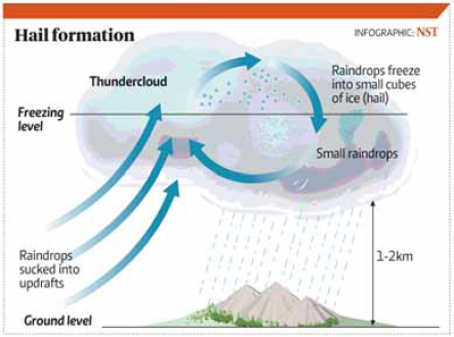 Hail formation
INFOGRAPHIC: NST
Thundercloud
Raindrops freeze
into small cubes
of ice (hail)
Freezing
level
Small raindrops
Raindrops
sucked into
updrafts
1-2km
Ground level